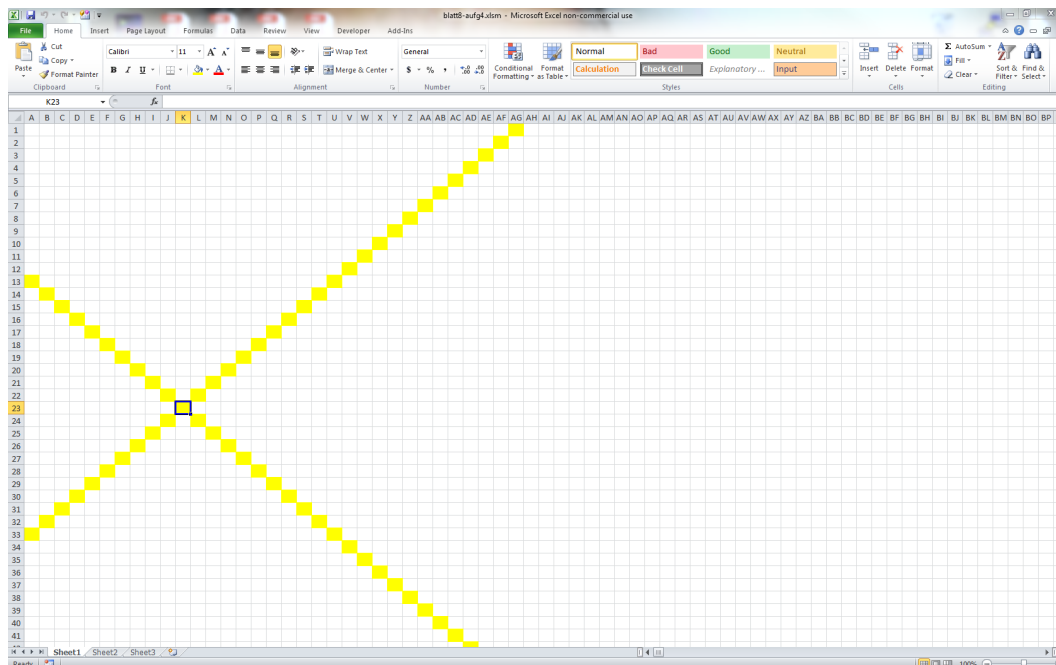 blatt8-aufg4.xlsm - Microsoft Excel non-commercial use
File Home Insert Page Layout Formulas Data Review View Developer Add-Ins
Paste
Cut
Copy
Format Painter
Clipboard
Calibri 11
B I U
Font
Wrap Text
Merge & Center
Alignment
General
$ % ,
Number
Conditional Formatting
Format as Table
Normal Bad Good Neutral
Calculation Check Cell Explanatory ... Input
Styles
Insert Delete Format
Cells
Σ AutoSum
Fill
Clear
Sort & Filter
Find & Select
Editing
K23 fx
A B C D E F G H I J K L M N O P Q R S T U V W X Y Z AA AB AC AD AE AF AG AH AI AJ AK AL AM AN AO AP AQ AR AS AT AU AV AW AX AY AZ BA BB BC BD BE BF BG BH BI BJ BK BL BM BN BO BP
1
2
3
4
5
6
7
8
9
10
11
12
13
14
15
16
17
18
19
20
21
22
23
24
25
26
27
28
29
30
31
32
33
34
35
36
37
38
39
40
41
Sheet1 Sheet2 Sheet3
Ready 100%